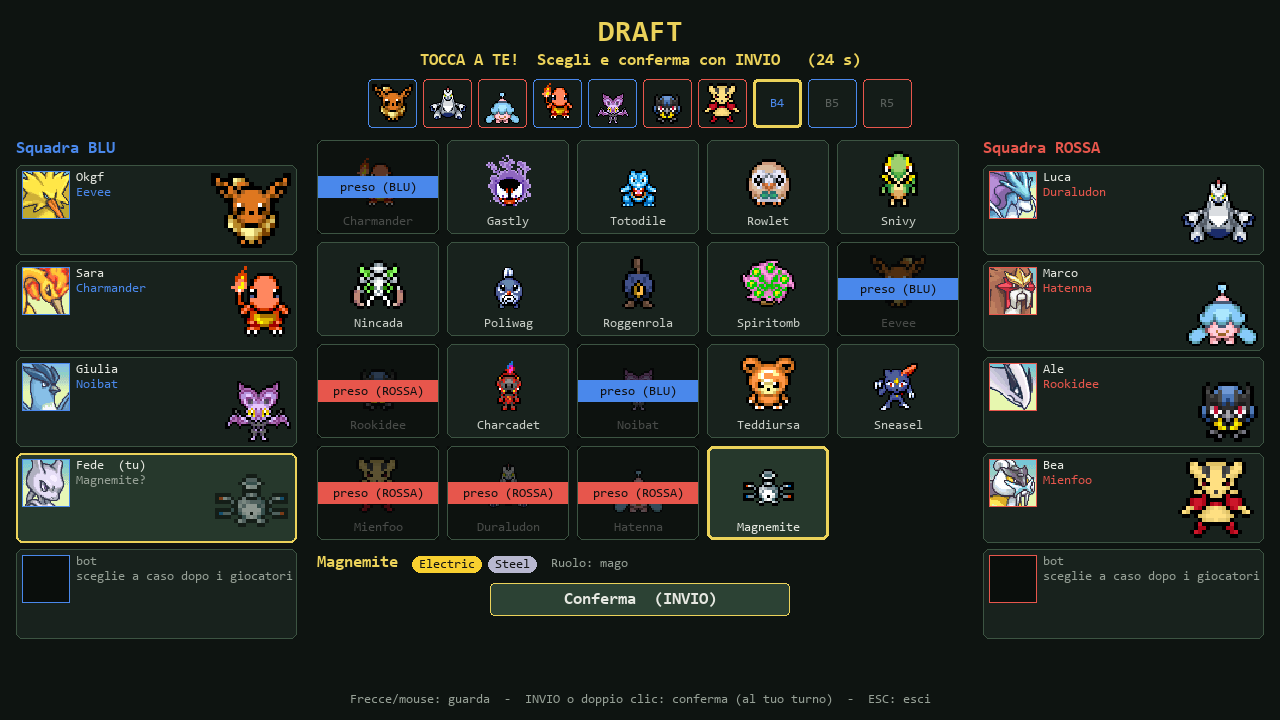 DRAFT
TOCCA A TE!  Scegli e conferma con INVIO   (24 s)
B4
B5
R5
Squadra BLU
Okgf
Eevee
Sara
Charmander
Giulia
Noibat
Fede  (tu)
Magnemite?
bot
sceglie a caso dopo i giocatori
preso (BLU)
Charmander
Gastly
Totodile
Rowlet
Snivy
Nincada
Poliwag
Roggenrola
Spiritomb
preso (BLU)
Eevee
preso (ROSSA)
Rookidee
Charcadet
preso (BLU)
Noibat
Teddiursa
Sneasel
preso (ROSSA)
Mienfoo
preso (ROSSA)
Duraludon
preso (ROSSA)
Hatenna
Magnemite
Magnemite  Electric  Steel  Ruolo: mago
Conferma  (INVIO)
Squadra ROSSA
Luca
Duraludon
Marco
Hatenna
Ale
Rookidee
Bea
Mienfoo
bot
sceglie a caso dopo i giocatori
Frecce/mouse: guarda  -  INVIO o doppio clic: conferma (al tuo turno)  -  ESC: esci